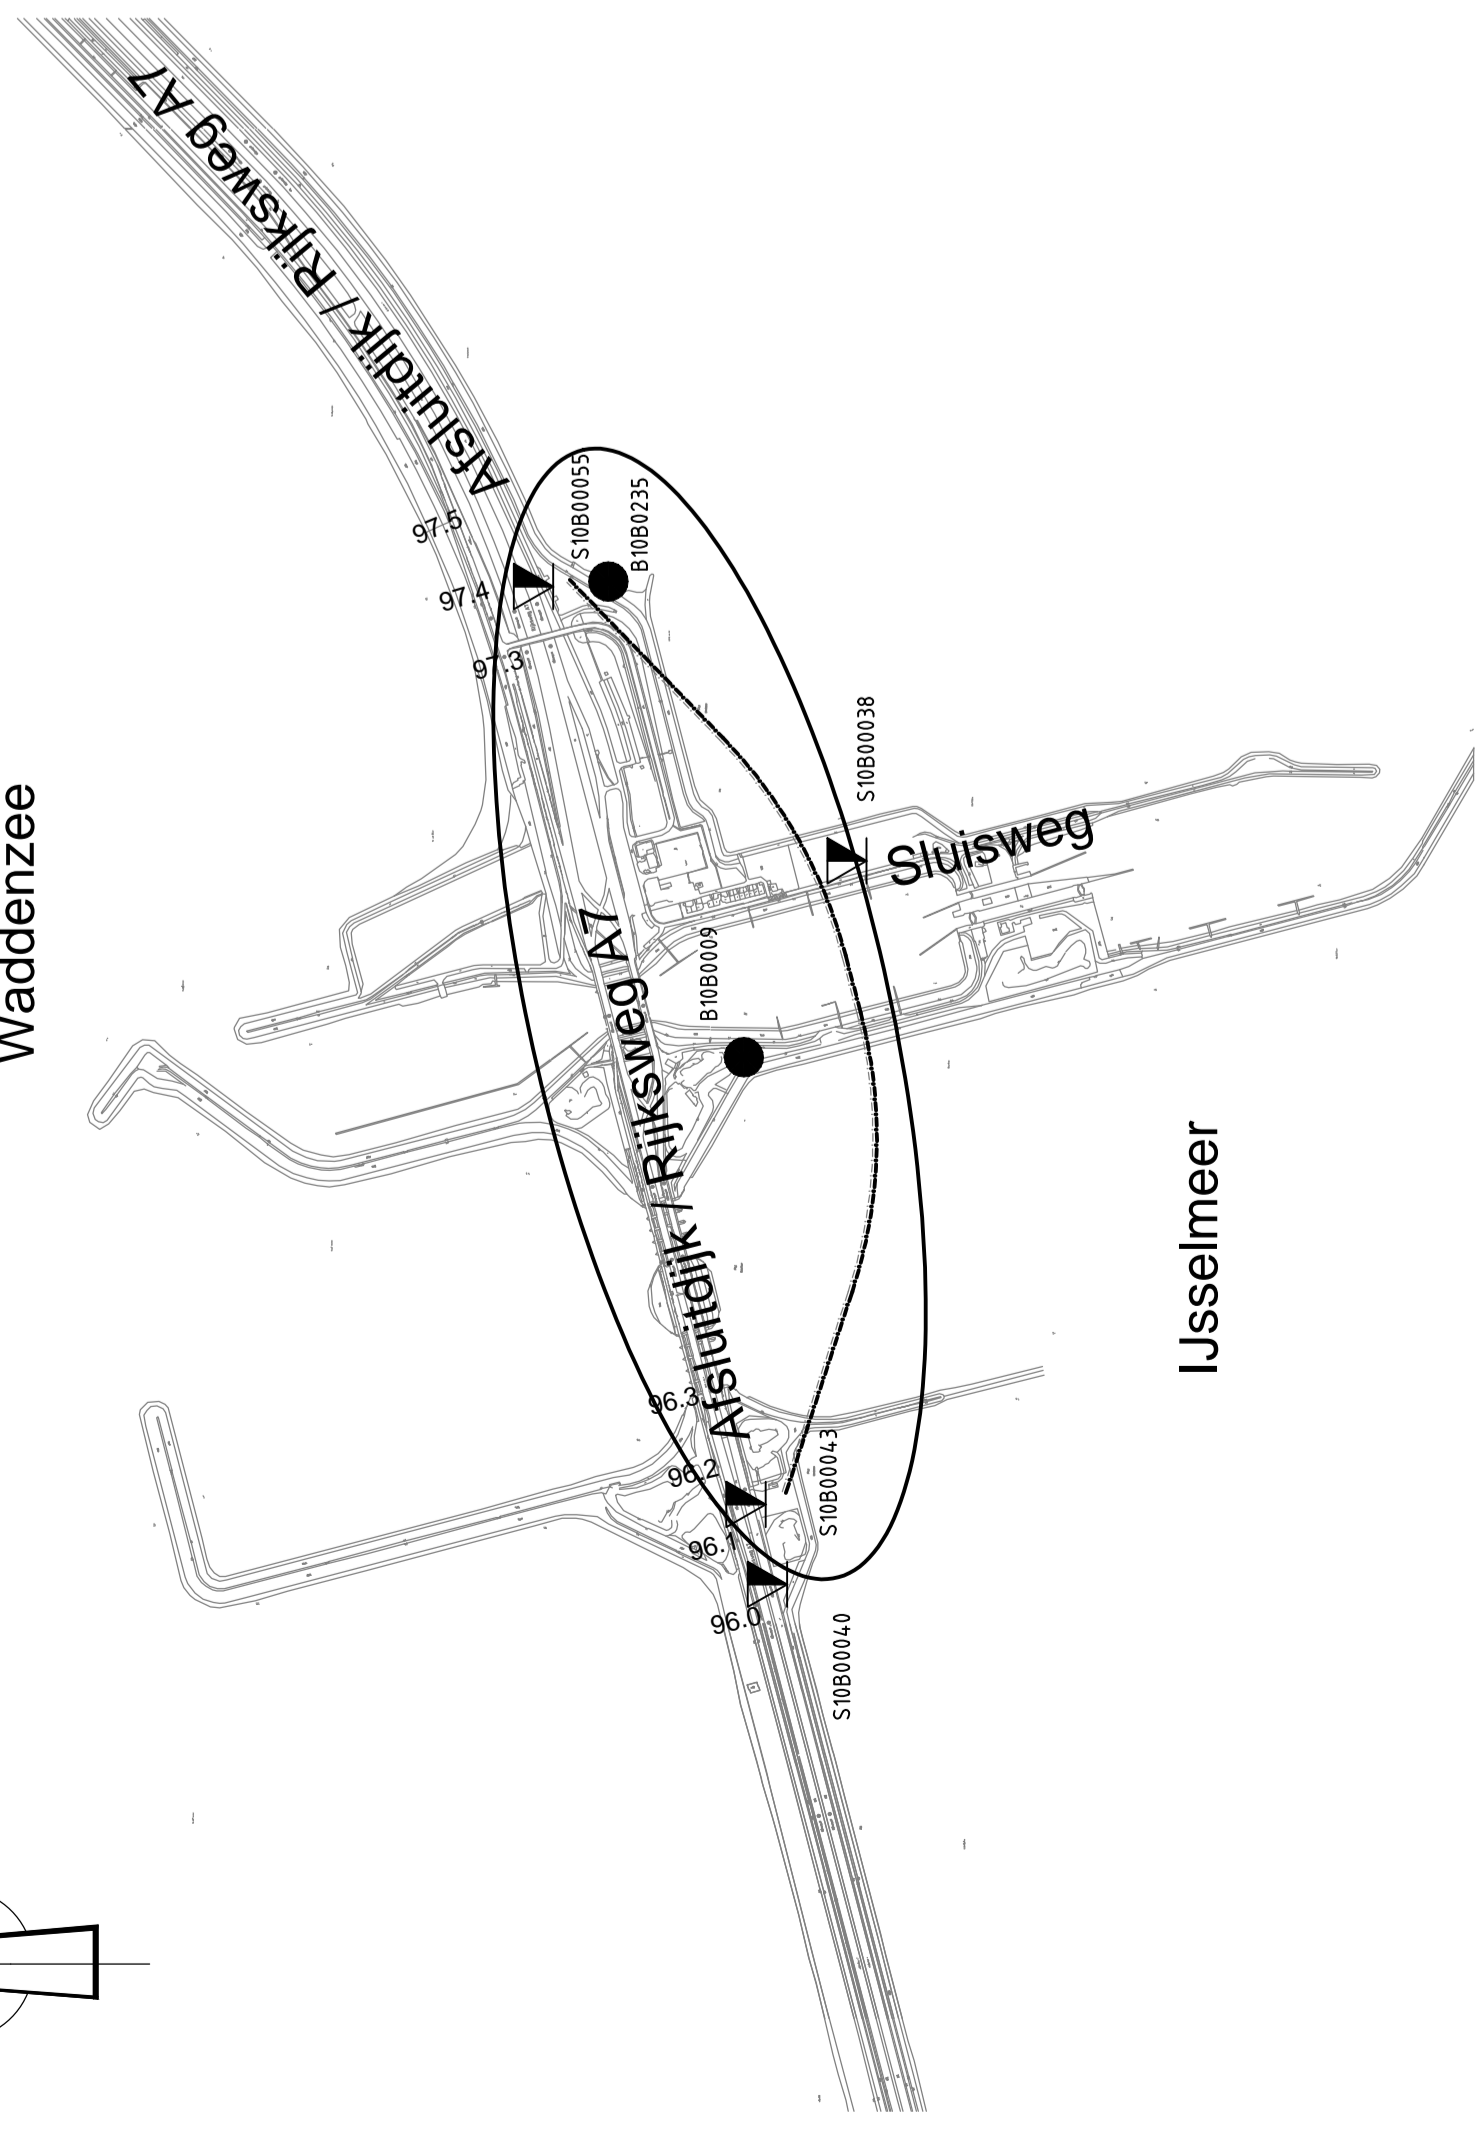 Waddenzee
Afsluitdijk / Rijksweg A7
97.5
97.4
97.3
S10B00055
B10B0235
S10B00038
Sluisweg
B10B0009
Afsluitdijk / Rijksweg A7
96.3
96.2
96.1
96.0
S10B00043
S10B00040
IJsselmeer